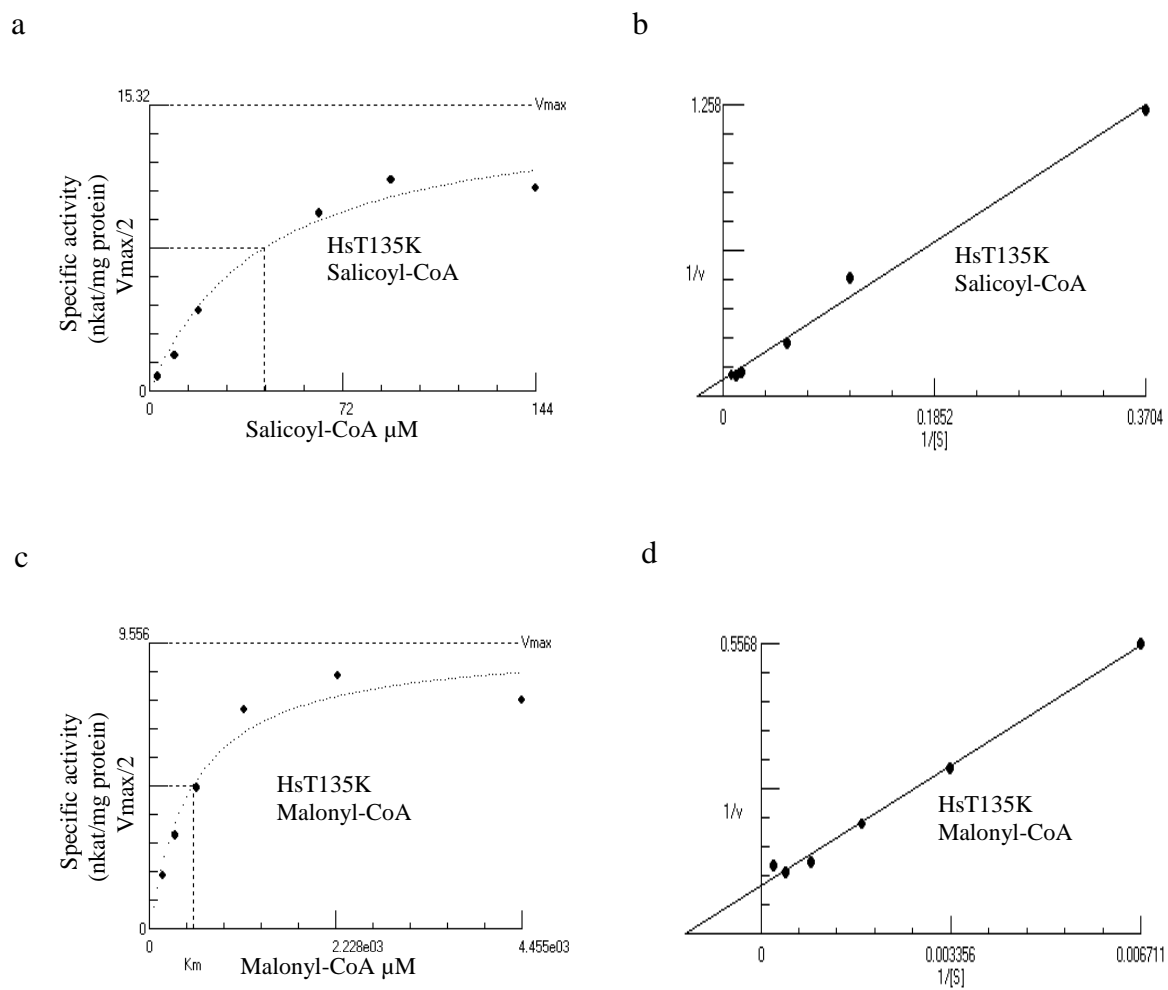 a
15.32
Vmax
Specific activity
(nkat/mg protein)
Vmax/2
HsT135K
Salicoyl-CoA
0
0
72
144
Salicoyl-CoA µM
b
1.258
1/v
HsT135K
Salicoyl-CoA
0
0.1852
0.3704
1/[S]
c
9.556
Vmax
Specific activity
(nkat/mg protein)
Vmax/2
HsT135K
Malonyl-CoA
0
0
2.228e03
4.455e03
Km
Malonyl-CoA µM
d
0.5568
1/v
HsT135K
Malonyl-CoA
0
0.003356
0.006711
1/[S]